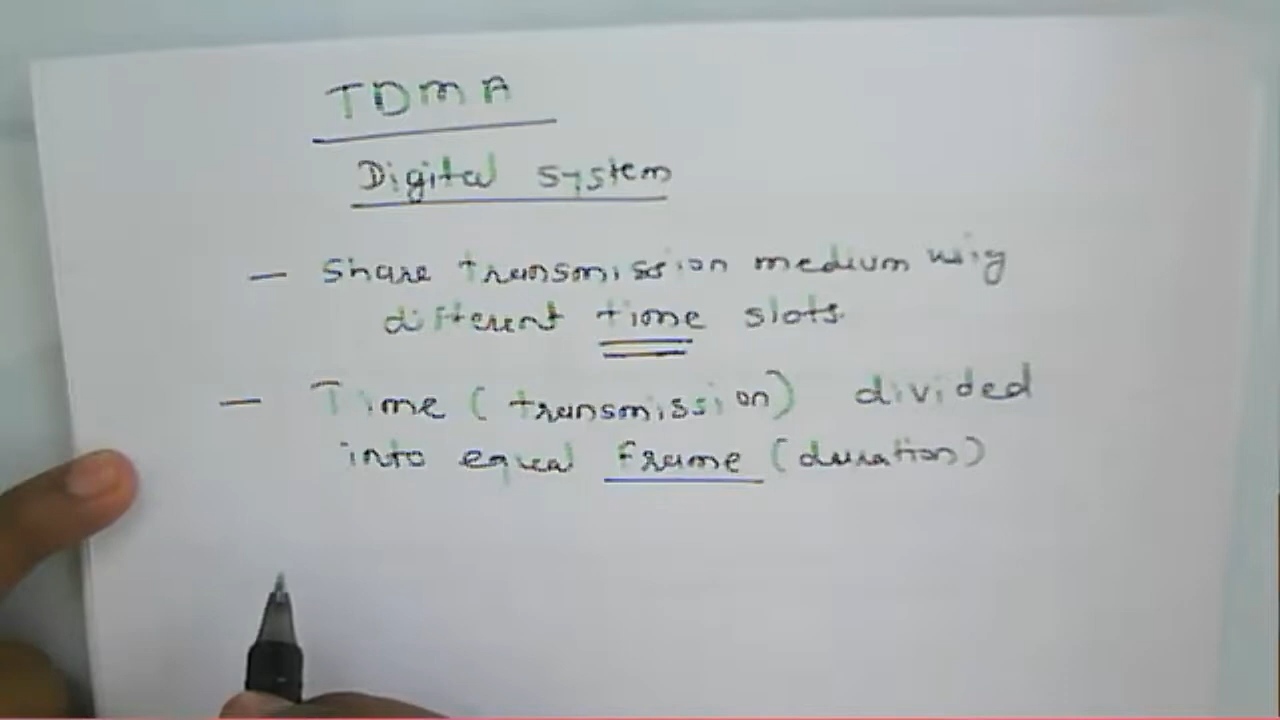 TDMA
Digital system
— Share transmission medium using
different time slots.
— Time (transmission) divided
into equal frame (duration)